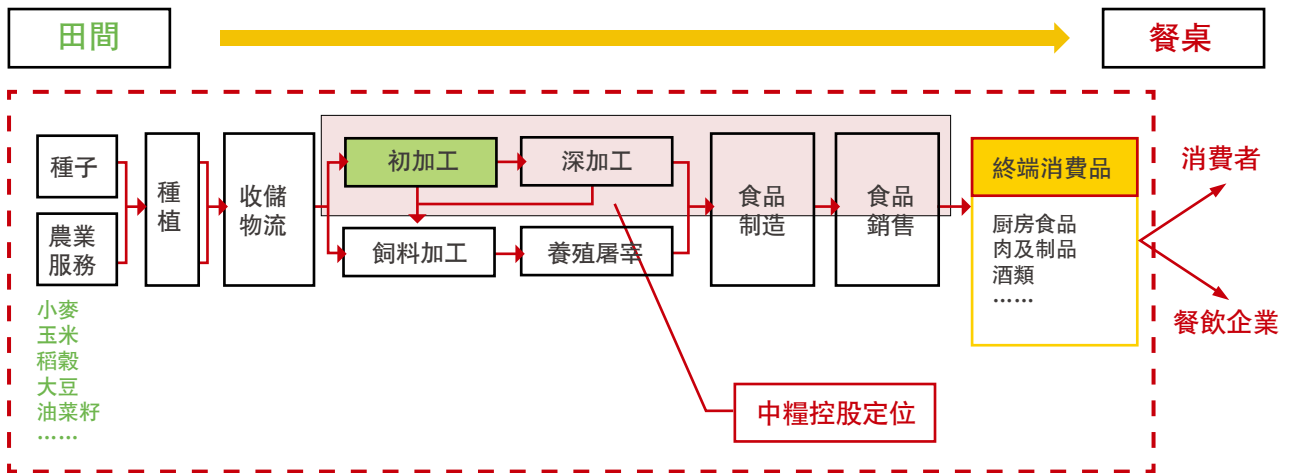 田間
餐桌
種子
農業
服務
種
植
收儲
物流
初加工
深加工
飼料加工
養殖屠宰
食品
制造
食品
銷售
終端消費品
厨房食品
肉及制品
酒類
……
消費者
餐飲企業
小麥
玉米
稻穀
大豆
油菜籽
……
中糧控股定位